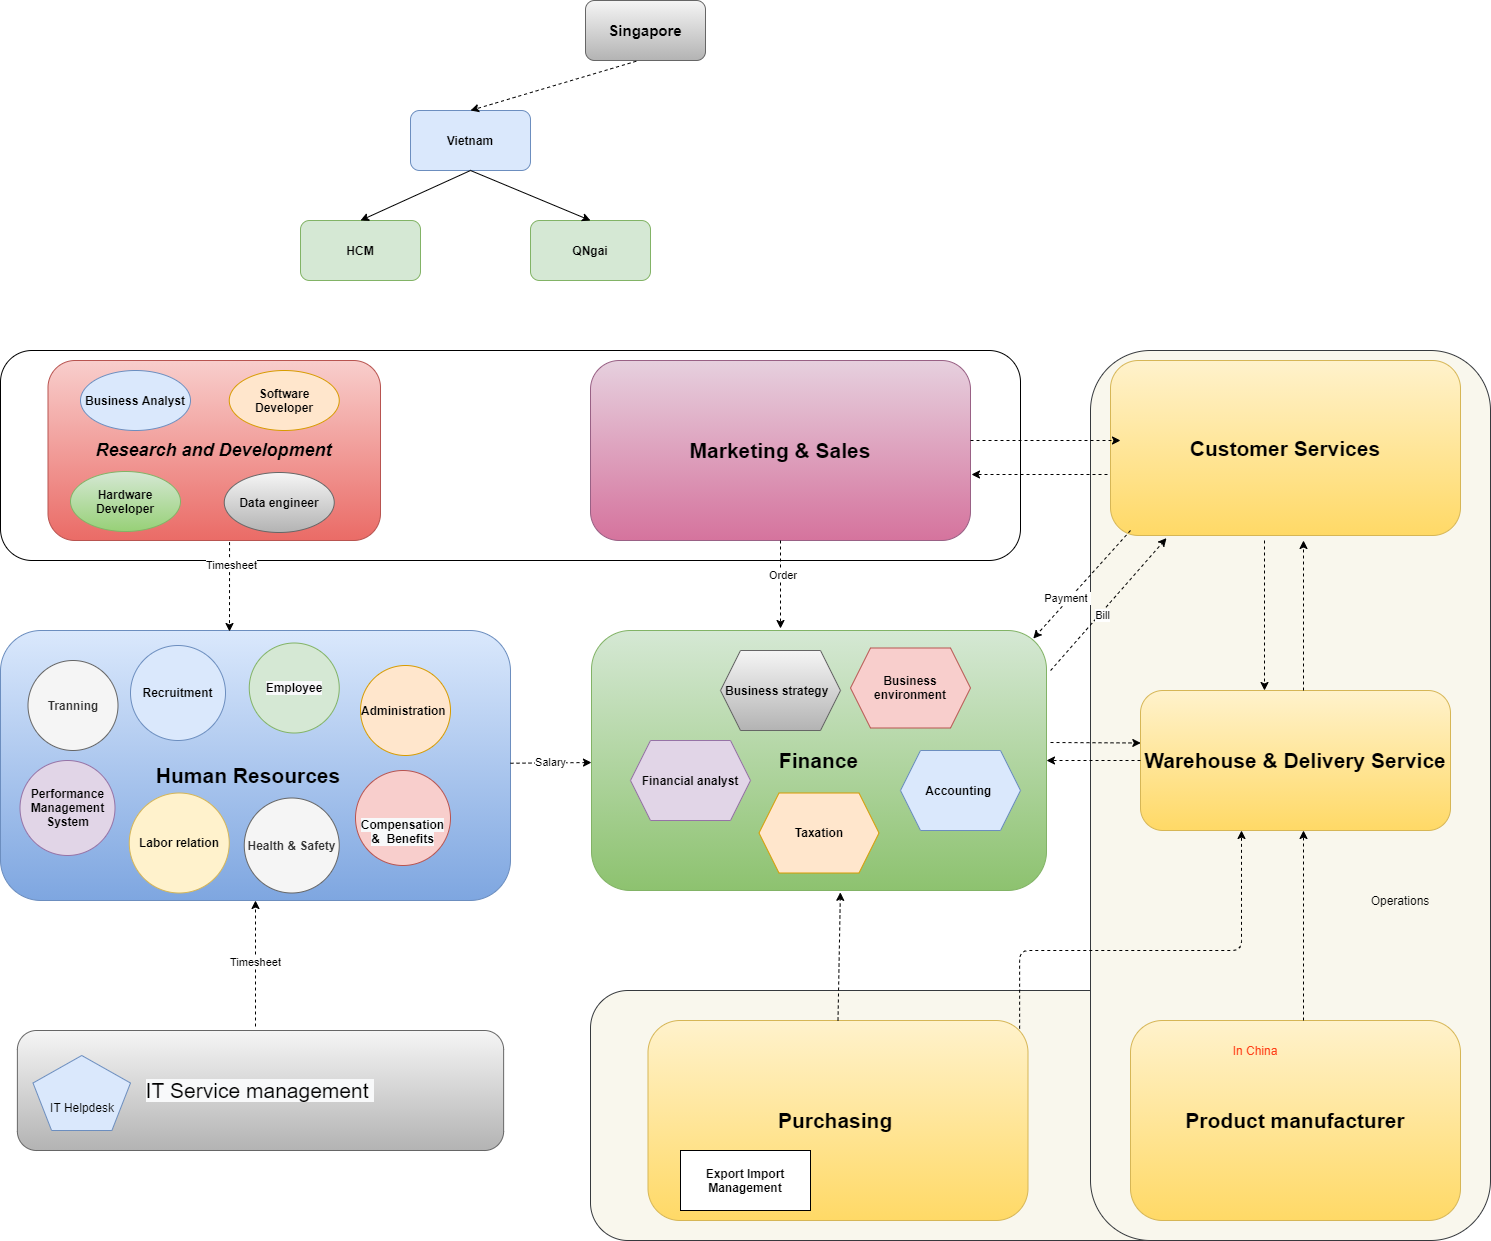 Singapore
Vietnam
HCM
QNgai
Business Analyst
Software
Developer
Research and Development
Hardware
Developer
Data engineer
Marketing & Sales
Customer Services
Timesheet
Order
Payment
Bill
Tranning
Recruitment
Employee
Administration
Human Resources
Performance
Management
System
Labor relation
Health & Safety
Compensation
& Benefits
Salary
Business strategy
Business
environment
Financial analyst
Finance
Accounting
Taxation
Warehouse & Delivery Service
Operations
Timesheet
IT Helpdesk
IT Service management
Purchasing
Export Import
Management
In China
Product manufacturer